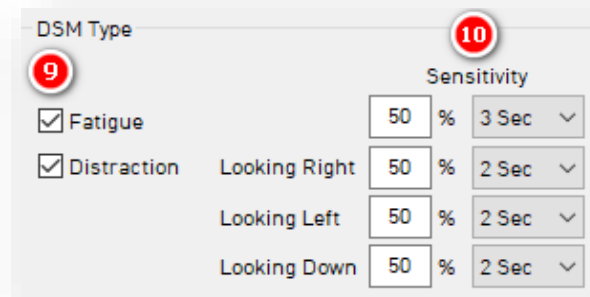 DSM Type
9
10
Sensitivity
Fatigue 50 % 3 Sec
Distraction Looking Right 50 % 2 Sec
Looking Left 50 % 2 Sec
Looking Down 50 % 2 Sec